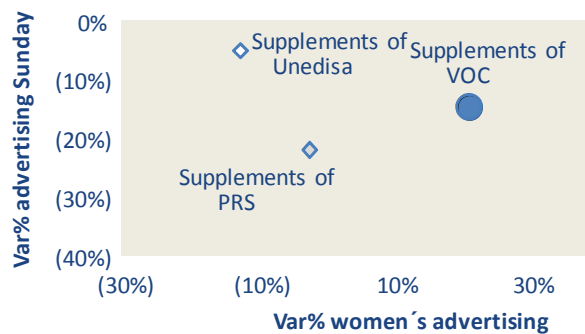 Var% advertising Sunday
0%
(10%)
(20%)
(30%)
(40%)
Supplements of
Unedisa
Supplements of
VOC
Supplements of
PRS
(30%)
(10%)
10%
30%
Var% women´s advertising